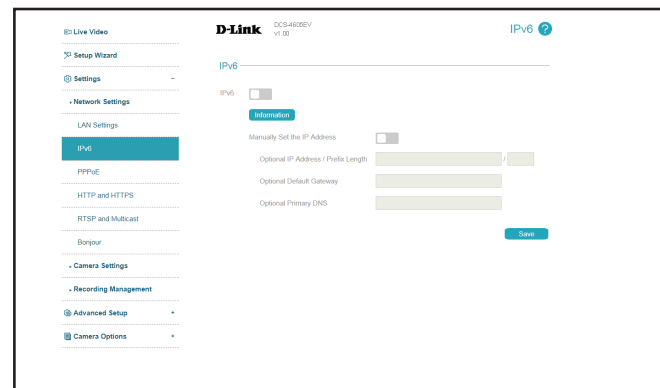 Live Video
Setup Wizard
Settings -
Network Settings
LAN Settings
IPv6
PPPoE
HTTP and HTTPS
RTSP and Multicast
Bonjour
Camera Settings
Recording Management
Advanced Setup +
Camera Options +
D-Link DCS-4605EV
v1.00
IPv6 ?
IPv6
IPv6
Information
Manually Set the IP Address
Optional IP Address / Prefix Length /
Optional Default Gateway
Optional Primary DNS
Save